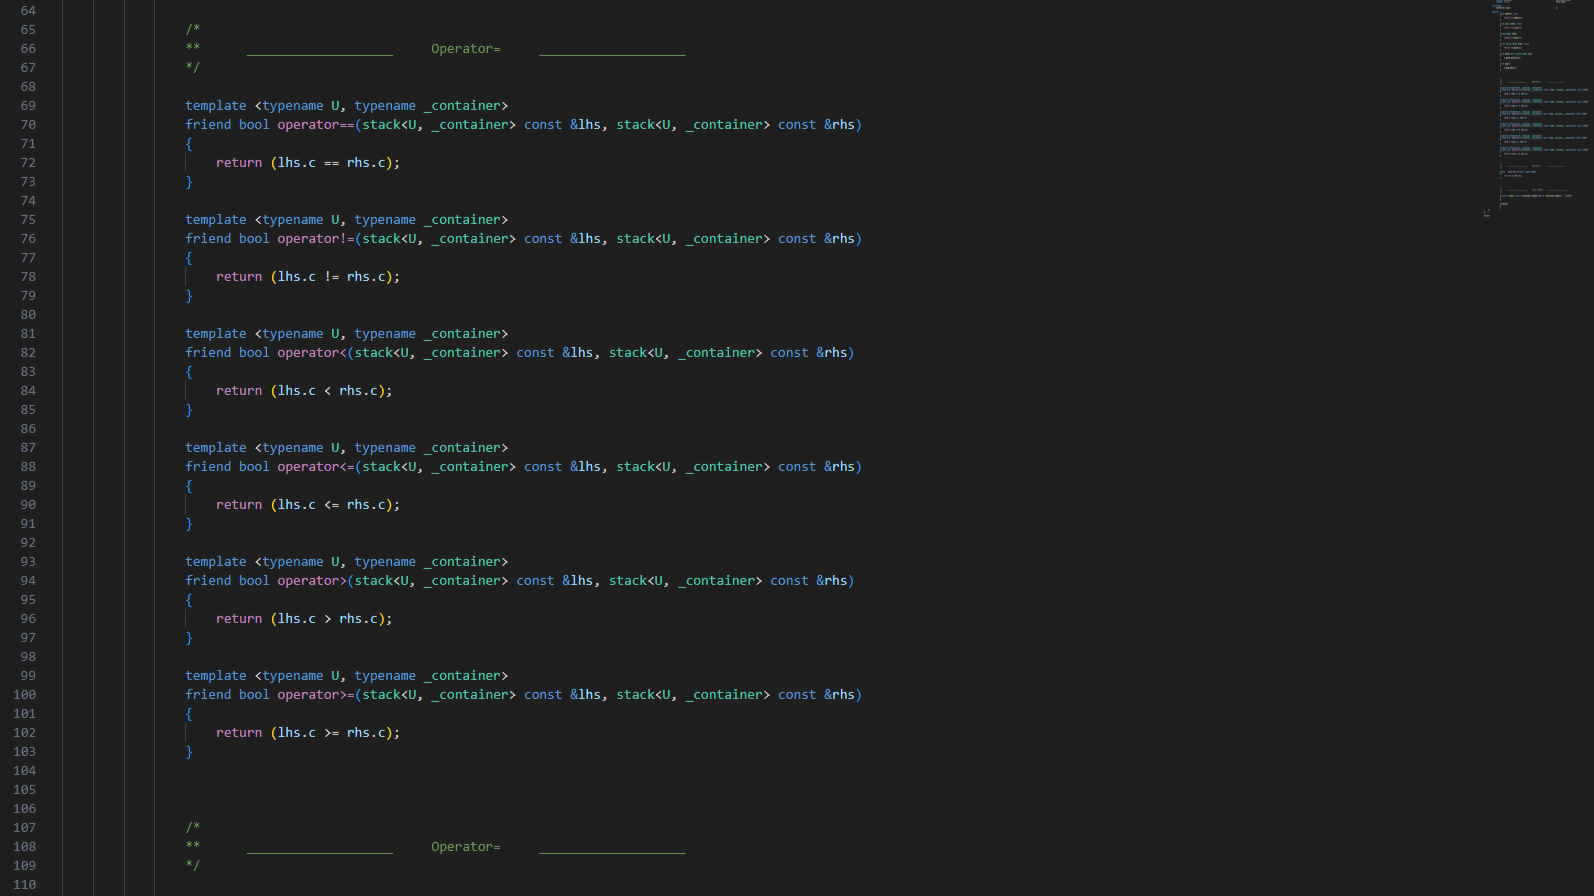 64
65 /*
66 ** ___________________ Operator= ___________________
67 */
68
69 template <typename U, typename _container>
70 friend bool operator==(stack<U, _container> const &lhs, stack<U, _container> const &rhs)
71 {
72 return (lhs.c == rhs.c);
73 }
74
75 template <typename U, typename _container>
76 friend bool operator!=(stack<U, _container> const &lhs, stack<U, _container> const &rhs)
77 {
78 return (lhs.c != rhs.c);
79 }
80
81 template <typename U, typename _container>
82 friend bool operator<(stack<U, _container> const &lhs, stack<U, _container> const &rhs)
83 {
84 return (lhs.c < rhs.c);
85 }
86
87 template <typename U, typename _container>
88 friend bool operator<=(stack<U, _container> const &lhs, stack<U, _container> const &rhs)
89 {
90 return (lhs.c <= rhs.c);
91 }
92
93 template <typename U, typename _container>
94 friend bool operator>(stack<U, _container> const &lhs, stack<U, _container> const &rhs)
95 {
96 return (lhs.c > rhs.c);
97 }
98
99 template <typename U, typename _container>
100 friend bool operator>=(stack<U, _container> const &lhs, stack<U, _container> const &rhs)
101 {
102 return (lhs.c >= rhs.c);
103 }
104
105
106
107 /*
108 ** ___________________ Operator= ___________________
109 */
110